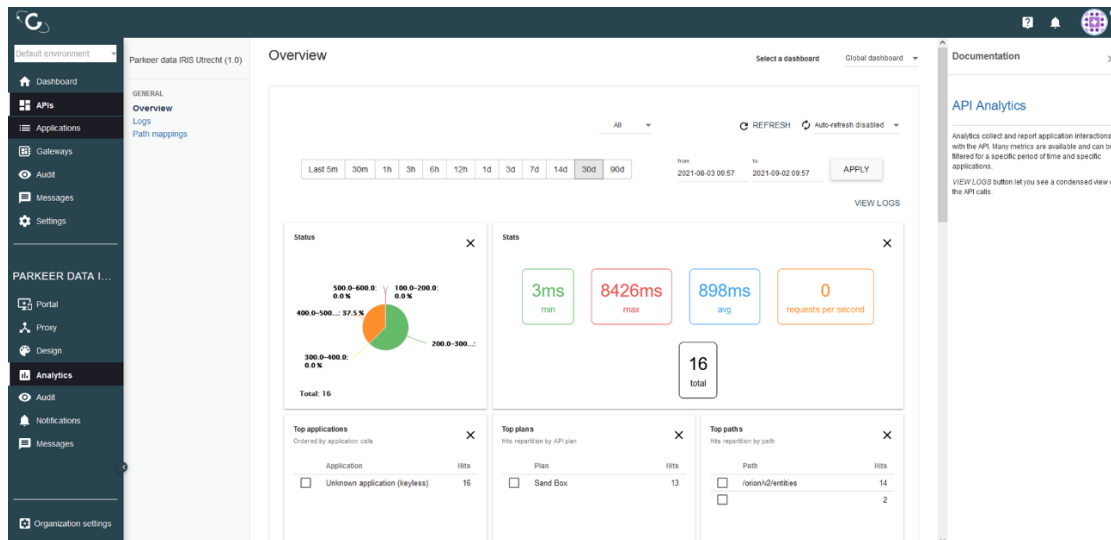 Default environment
Dashboard
APIs
Applications
Gateways
Audit
Messages
Settings
PARKEER DATA I...
Portal
Proxy
Design
Analytics
Audit
Notifications
Messages
Organization settings
Parkeer data IRIS Utrecht (1.0)
GENERAL
Overview
Logs
Path mappings
Overview
Select a dashboard
Global dashboard
All
REFRESH
Auto-refresh disabled
Last 5m 30m 1h 3h 6h 12h 1d 3d 7d 14d 30d 90d
from
2021-08-03 09:57
to
2021-09-02 09:57
APPLY
VIEW LOGS
Status
500.0-600.0:
0.0 %
100.0-200.0:
0.0 %
400.0-500...: 37.5 %
200.0-300...:
300.0-400.0:
0.0 %
Total: 16
Stats
3ms
min
8426ms
max
898ms
avg
0
requests per second
16
total
Top applications
Ordered by application calls
Application Hits
Unknown application (keyless) 16
Top plans
Hits repartition by API plan
Plan Hits
Sand Box 13
Top paths
Hits repartition by path
Path Hits
/orion/v2/entities 14
2
Documentation
API Analytics
Analytics collect and report application interactions
with the API. Many metrics are available and can be
filtered for a specific period of time and specific
applications.
VIEW LOGS button let you see a condensed view
the API calls.